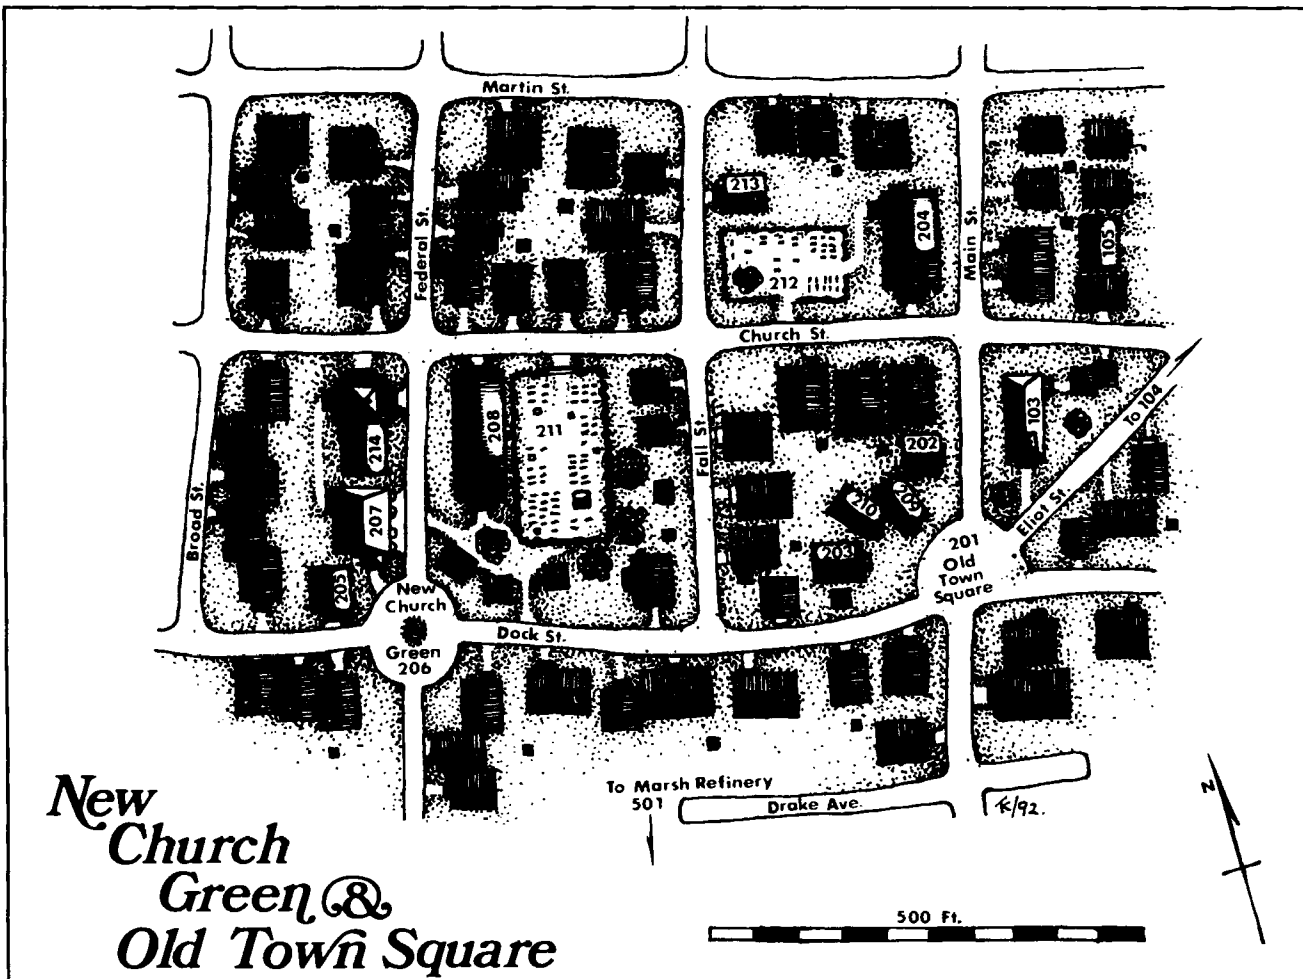 Martin St.
213
204
Main St.
105
Federal St.
212
Church St.
To 104
208
211
214
103
Fall St.
202
Broad St.
207
210
Eliot St.
201
Old
Town
Square
203
205
New
Church
Green
206
Dock St.
To Marsh Refinery
501
Drake Ave.
TK/92.
N
New
Church
Green &
Old Town Square
500 Ft.